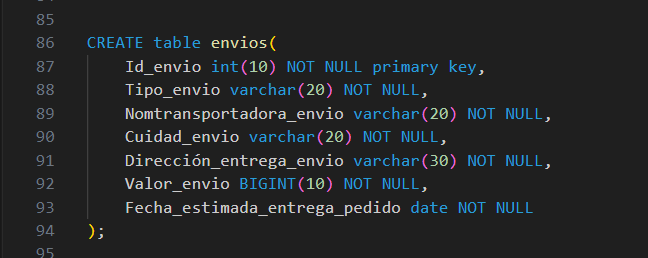 85
86 CREATE table envios(
87 Id_envio int(10) NOT NULL primary key,
88 Tipo_envio varchar(20) NOT NULL,
89 Nomtransportadora_envio varchar(20) NOT NULL,
90 Cuidad_envio varchar(20) NOT NULL,
91 Dirección_entrega_envio varchar(30) NOT NULL,
92 Valor_envio BIGINT(10) NOT NULL,
93 Fecha_estimada_entrega_pedido date NOT NULL
94 );
95